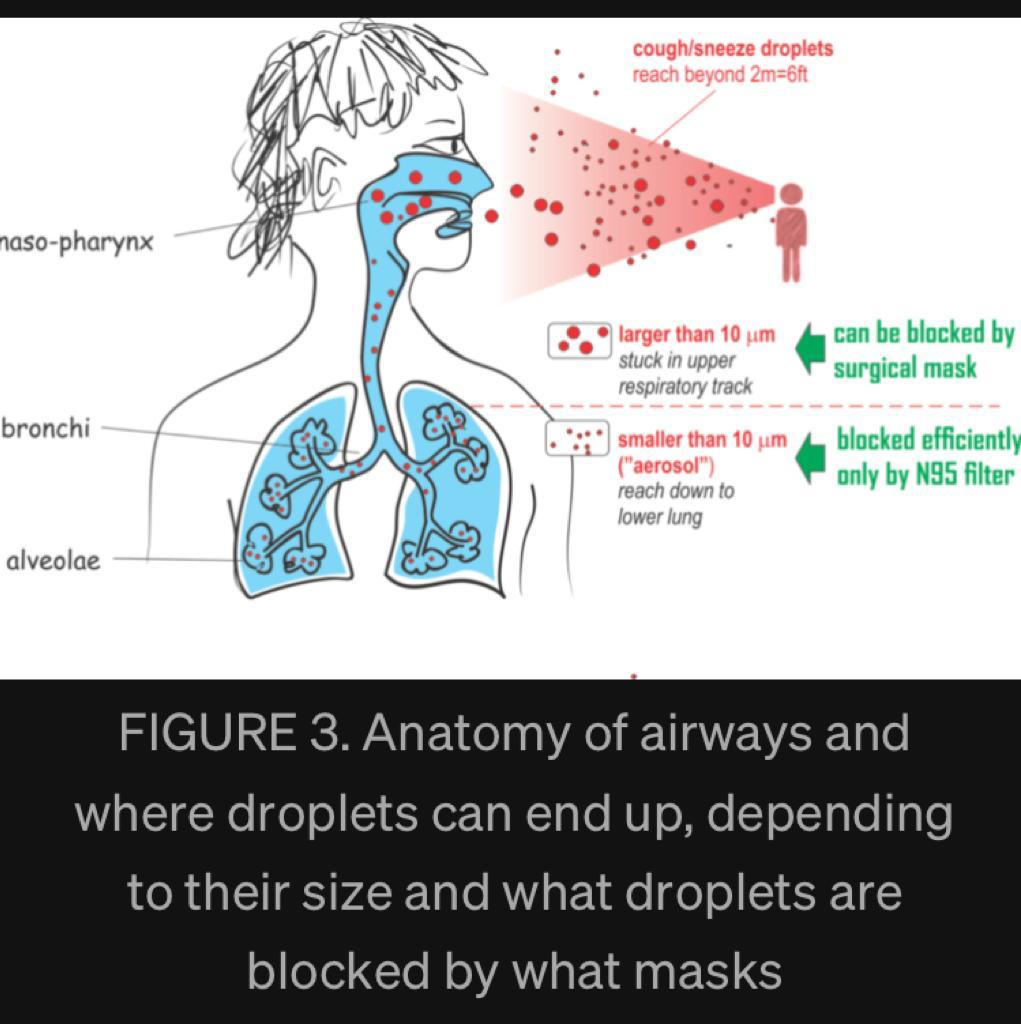 cough/sneeze droplets
reach beyond 2m=6ft
naso-pharynx
larger than 10 μm
stuck in upper
respiratory track
can be blocked by
surgical mask
bronchi
smaller than 10 μm
("aerosol")
reach down to
lower lung
blocked efficiently
only by N95 filter
alveolae
FIGURE 3. Anatomy of airways and
where droplets can end up, depending
to their size and what droplets are
blocked by what masks